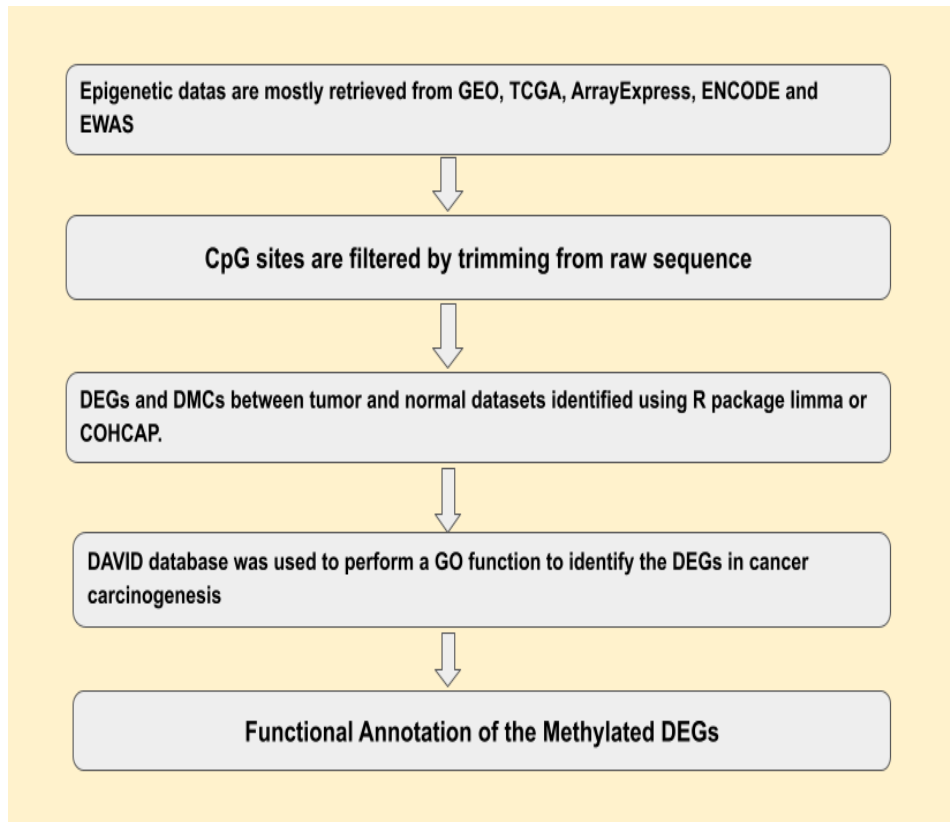 Epigenetic datas are mostly retrieved from GEO, TCGA, ArrayExpress, ENCODE and
EWAS
CpG sites are filtered by trimming from raw sequence
DEGs and DMCs between tumor and normal datasets identified using R package limma or
COHCAP.
DAVID database was used to perform a GO function to identify the DEGs in cancer
carcinogenesis
Functional Annotation of the Methylated DEGs